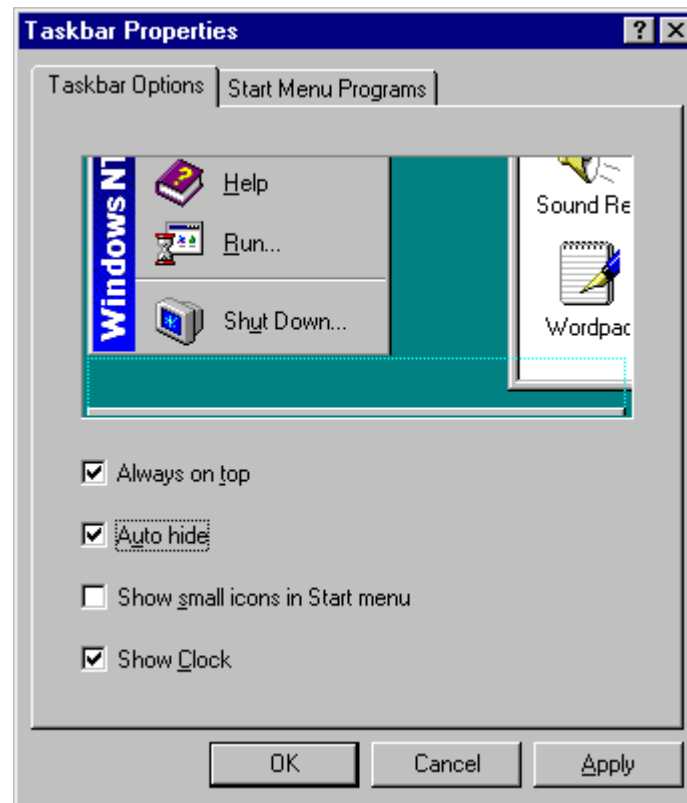 Taskbar Properties
Taskbar Options
Start Menu Programs
Windows NT
Help
Run...
Shut Down...
Sound Re
Wordpac
Always on top
Auto hide
Show small icons in Start menu
Show Clock
OK
Cancel
Apply